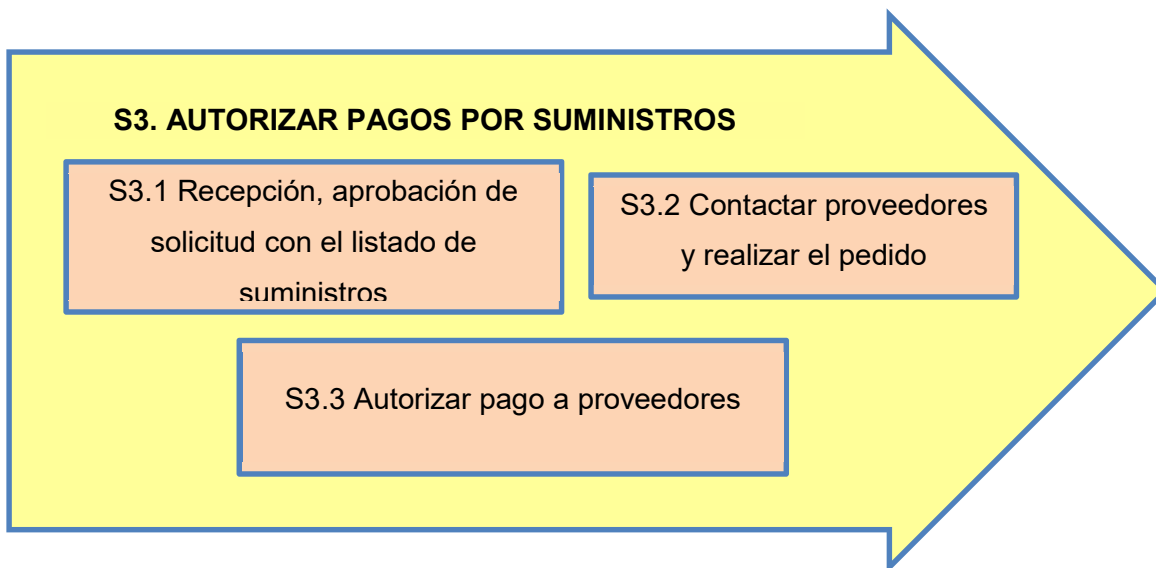 S3. AUTORIZAR PAGOS POR SUMINISTROS
S3.1 Recepción, aprobación de
solicitud con el listado de
suministros
S3.2 Contactar proveedores
y realizar el pedido
S3.3 Autorizar pago a proveedores